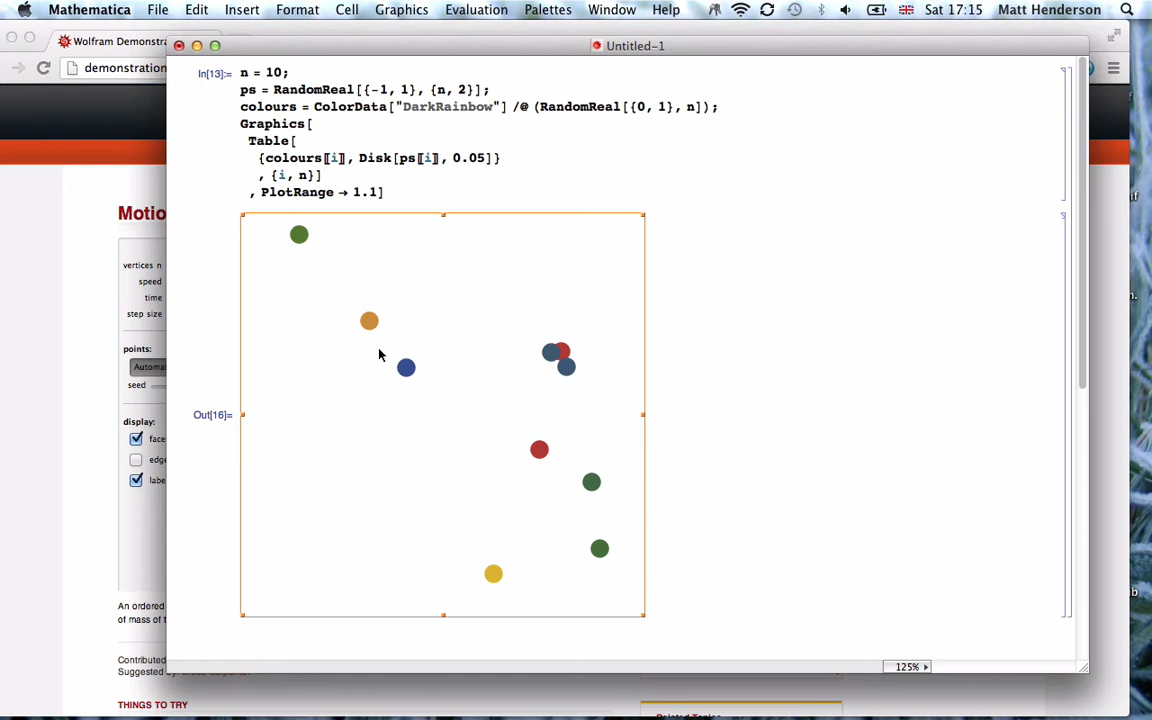 Mathematica File Edit Insert Format Cell Graphics Evaluation Palettes Window Help Sat 17:15 Matt Henderson
Wolfram Demonstra
Untitled-1
demonstration
In[13]:= n = 10;
ps = RandomReal[{-1, 1}, {n, 2}];
colours = ColorData["DarkRainbow"] /@ (RandomReal[{0, 1}, n]);
Graphics[
Table[
{colours[[i]], Disk[ps[[i]], 0.05]}
, {i, n}]
, PlotRange → 1.1]
Motio
vertices n
speed
time
step size
points:
Automa
seed
Out[16]=
display:
face
edge
labe
An ordered
of mass of t
Contributed
Suggested
125%
THINGS TO TRY